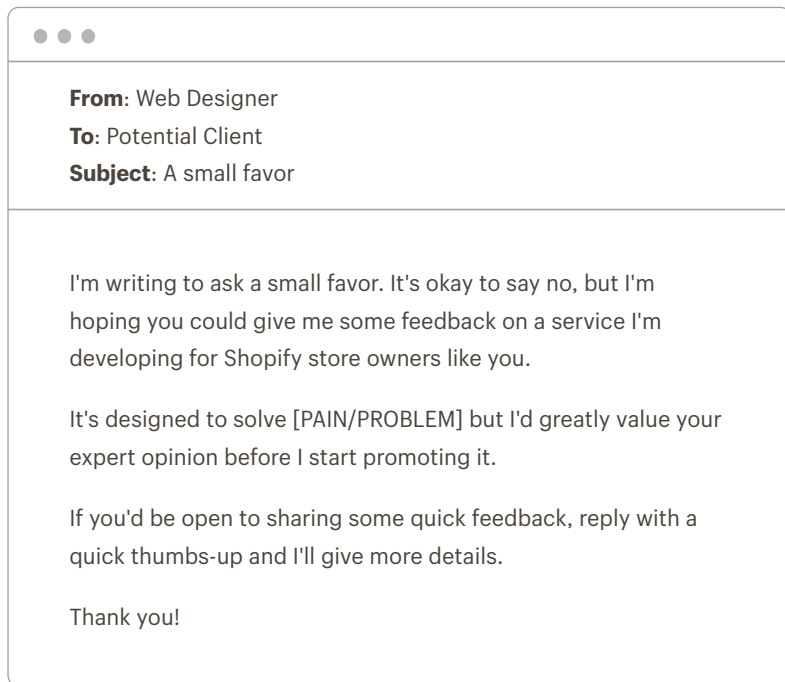 From: Web Designer
To: Potential Client
Subject: A small favor
I'm writing to ask a small favor. It's okay to say no, but I'm
hoping you could give me some feedback on a service I'm
developing for Shopify store owners like you.
It's designed to solve [PAIN/PROBLEM] but I'd greatly value your
expert opinion before I start promoting it.
If you'd be open to sharing some quick feedback, reply with a
quick thumbs-up and I'll give more details.
Thank you!